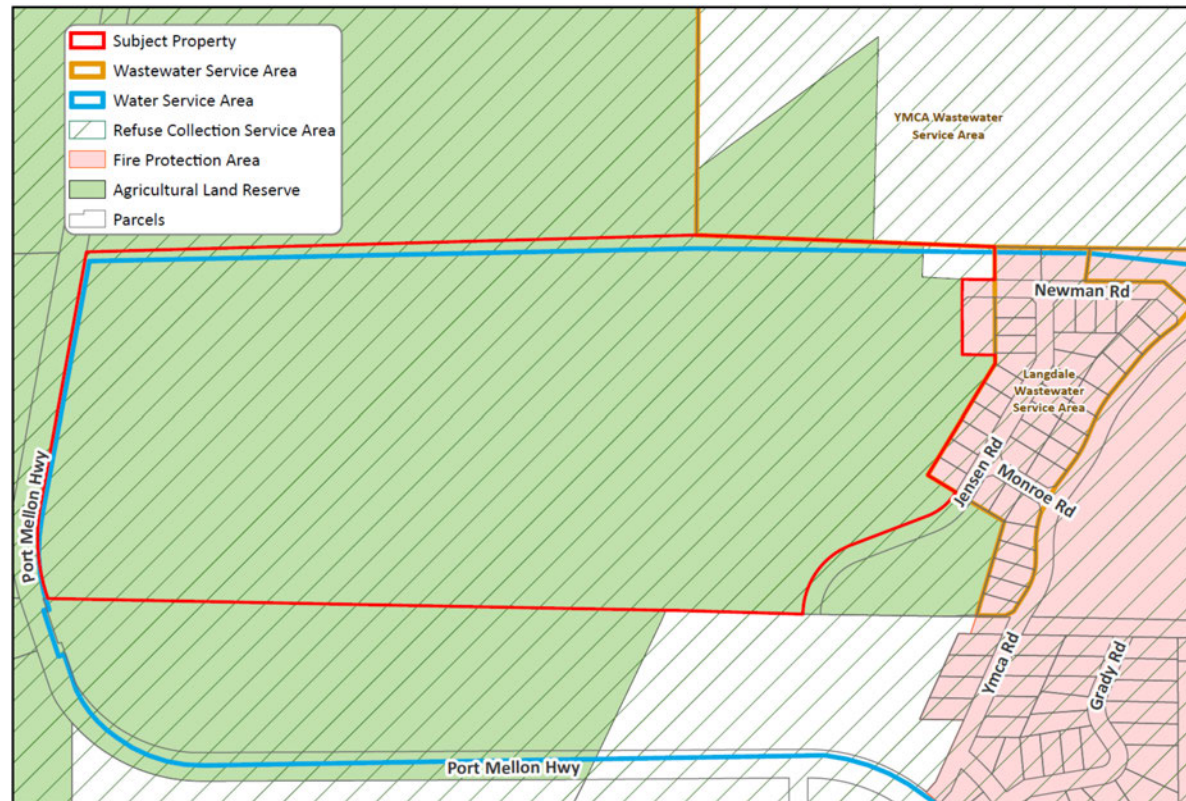 Subject Property
Wastewater Service Area
Water Service Area
Refuse Collection Service Area
Fire Protection Area
Agricultural Land Reserve
Parcels
YMCA Wastewater
Service Area
Newman Rd
Langdale
Wastewater
Service Area
Jensen Rd
Monroe Rd
Port Mellon Hwy
Ymca Rd
Grady Rd
Port Mellon Hwy